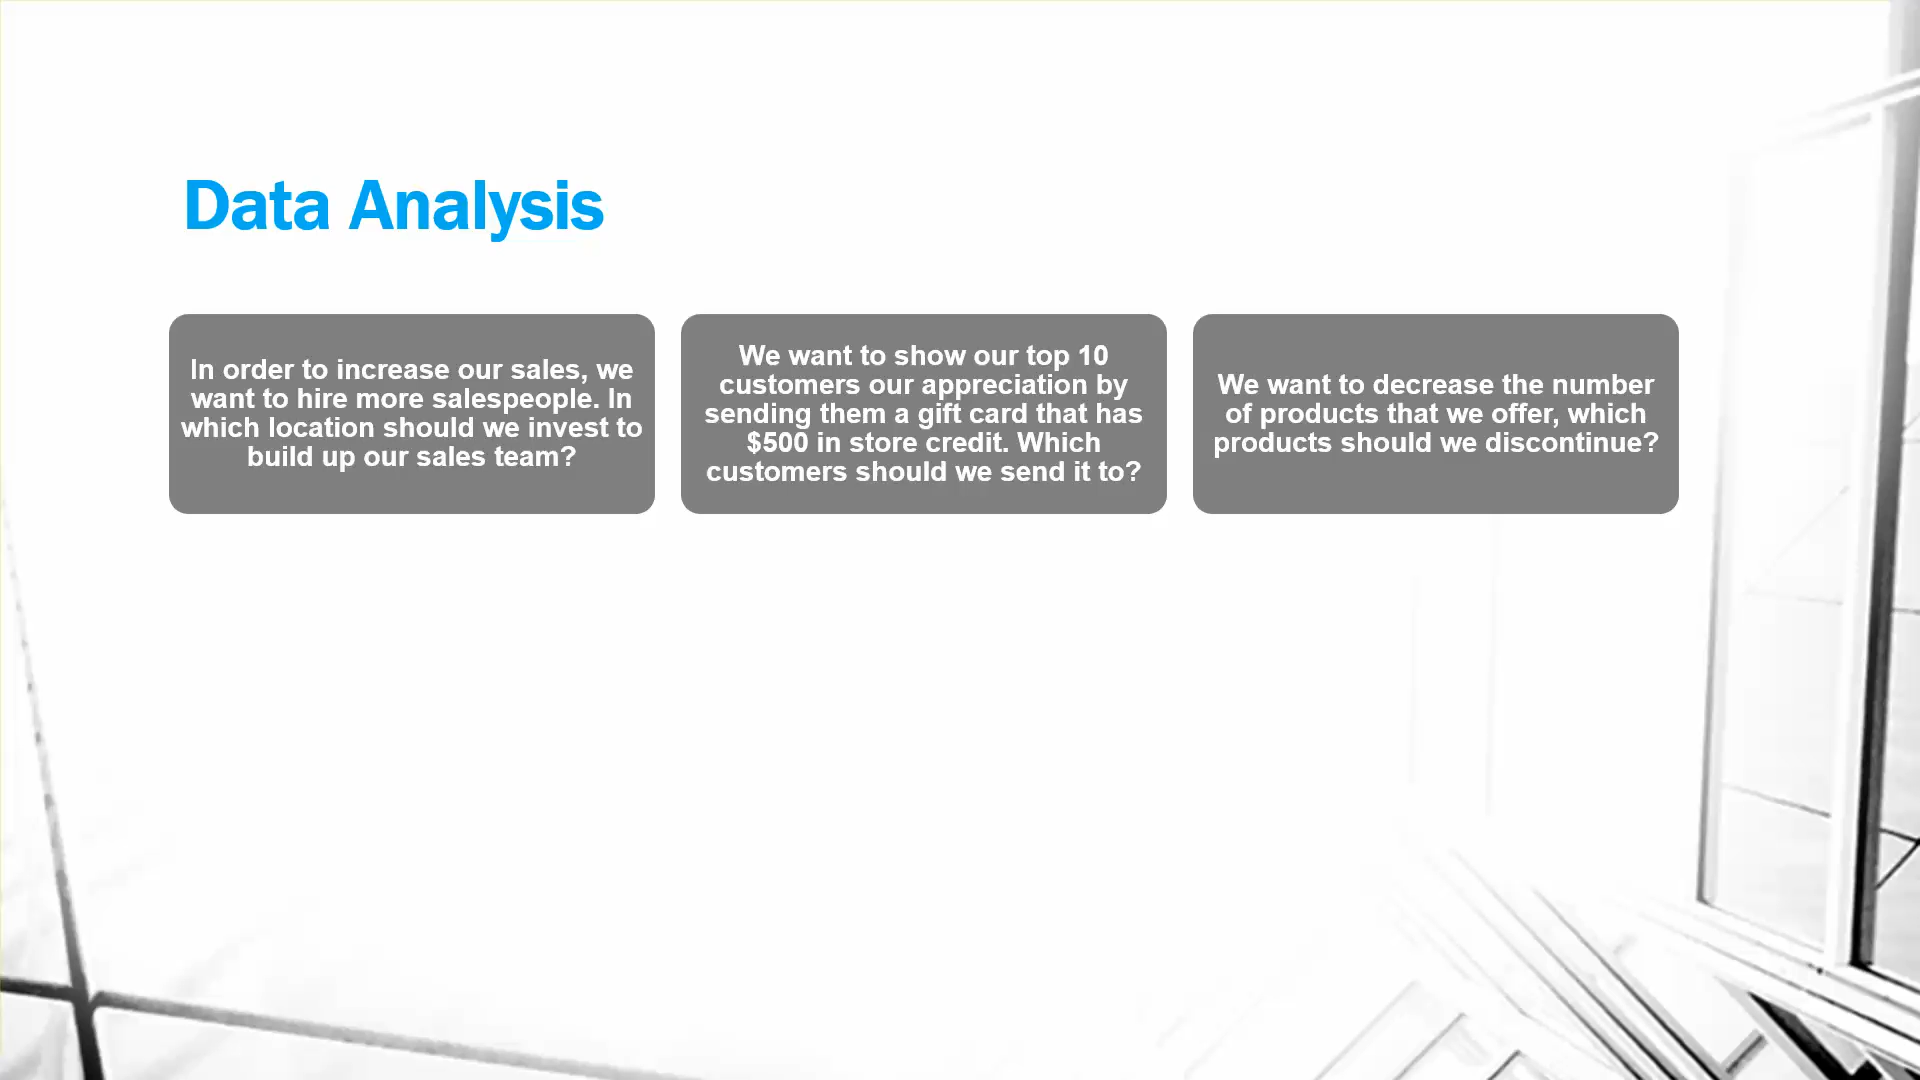 Data Analysis
In order to increase our sales, we
want to hire more salespeople. In
which location should we invest to
build up our sales team?
We want to show our top 10
customers our appreciation by
sending them a gift card that has
$500 in store credit. Which
customers should we send it to?
We want to decrease the number
of products that we offer, which
products should we discontinue?